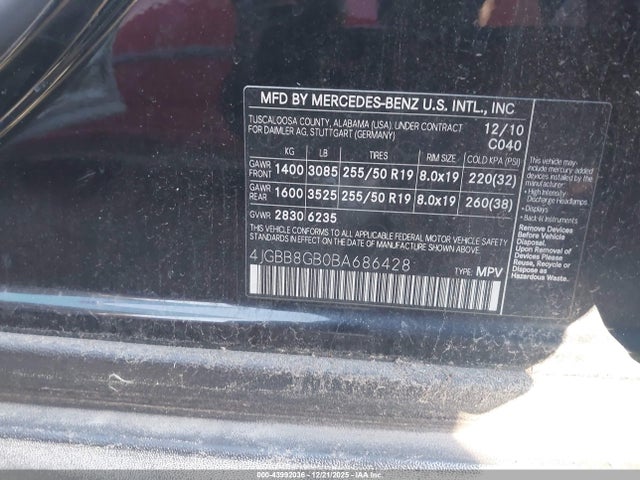 MFD BY MERCEDES-BENZ U.S. INTL., INC
TUSCALOOSA COUNTY, ALABAMA (USA), UNDER CONTRACT
FOR DAIMLER AG, STUTTGART (GERMANY)
12/10
C040
KG LB TIRES RIM SIZE COLD KPA (PSI)
GAWR FRONT 1400 3085 255/50 R19 8.0x19 220(32)
GAWR REAR 1600 3525 255/50 R19 8.0x19 260(38)
GVWR 2830 6235
THIS VEHICLE CONFORMS TO ALL APPLICABLE FEDERAL MOTOR VEHICLE SAFETY
STANDARDS IN EFFECT ON THE DATE OF MANUFACTURE SHOWN ABOVE.
4JGBB8GB0BA686428
TYPE: MPV
This vehicle may
include mercury added
devices installed by the
manufacturer:
• High Intensity
Discharge Headlamps
• Displays
• Back lit Instruments
Remove Devices
Before Vehicle
Disposal.
Upon Removal of
Devices Please
Reuse, Recycle or
Dispose as
Hazardous Waste.
000-43992036 - 12/21/2025 - IAAI.COM